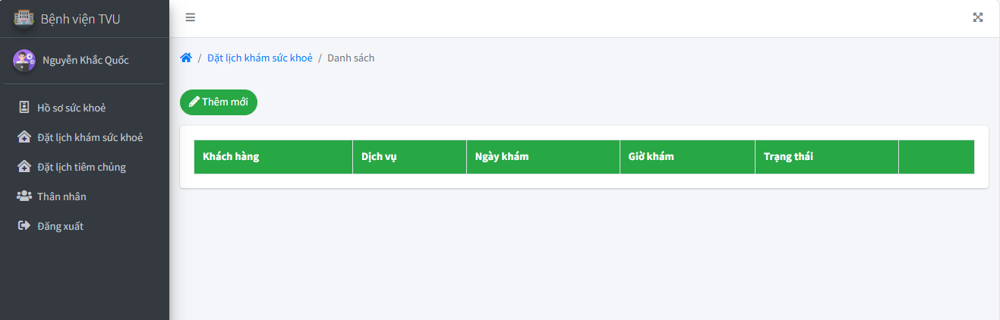 Bệnh viện TVU
Nguyễn Khắc Quốc
Hồ sơ sức khoẻ
Đặt lịch khám sức khoẻ
Đặt lịch tiêm chủng
Thân nhân
Đăng xuất
/ Đặt lịch khám sức khoẻ / Danh sách
Thêm mới
Khách hàng Dịch vụ Ngày khám Giờ khám Trạng thái